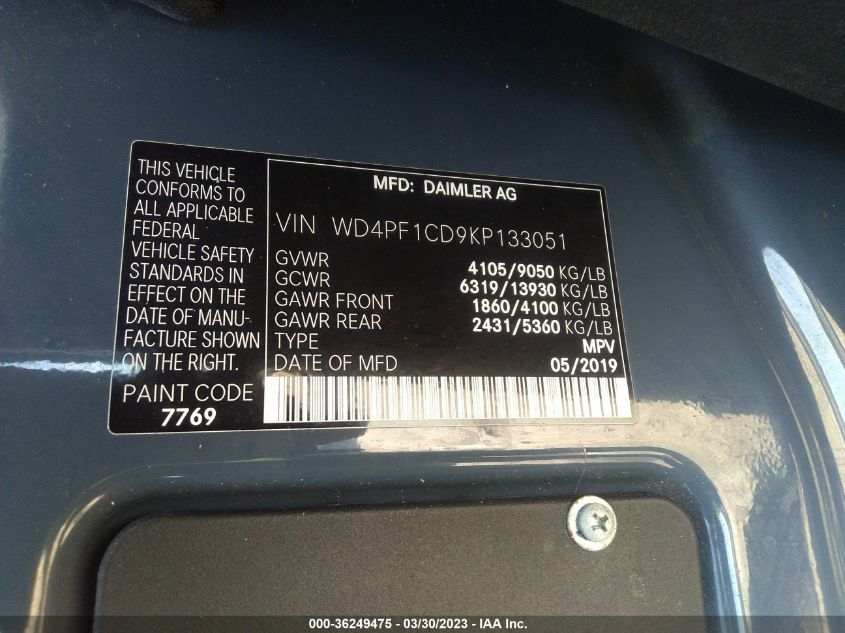 THIS VEHICLE
CONFORMS TO
ALL APPLICABLE
FEDERAL
VEHICLE SAFETY
STANDARDS IN
EFFECT ON THE
DATE OF MANU-
FACTURE SHOWN
ON THE RIGHT.
PAINT CODE
7769
MFD: DAIMLER AG
VIN WD4PF1CD9KP133051
GVWR 4105/9050 KG/LB
GCWR 6319/13930 KG/LB
GAWR FRONT 1860/4100 KG/LB
GAWR REAR 2431/5360 KG/LB
TYPE MPV
DATE OF MFD 05/2019
000-36249475 - 03/30/2023 - IAA Inc.